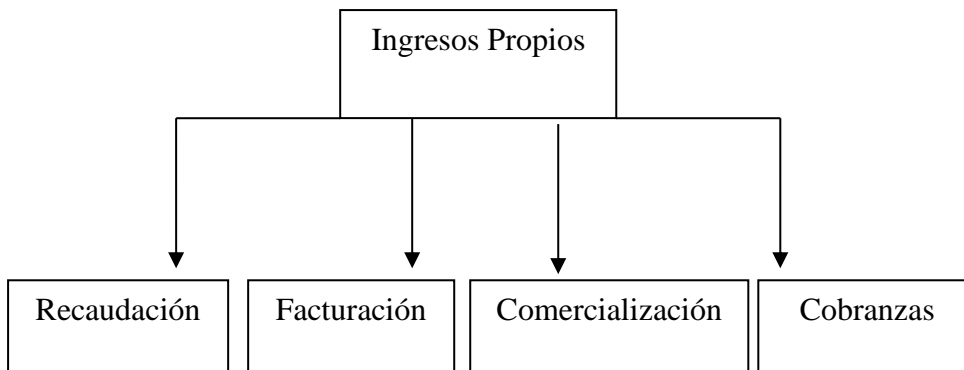 Ingresos Propios
Recaudación
Facturación
Comercialización
Cobranzas